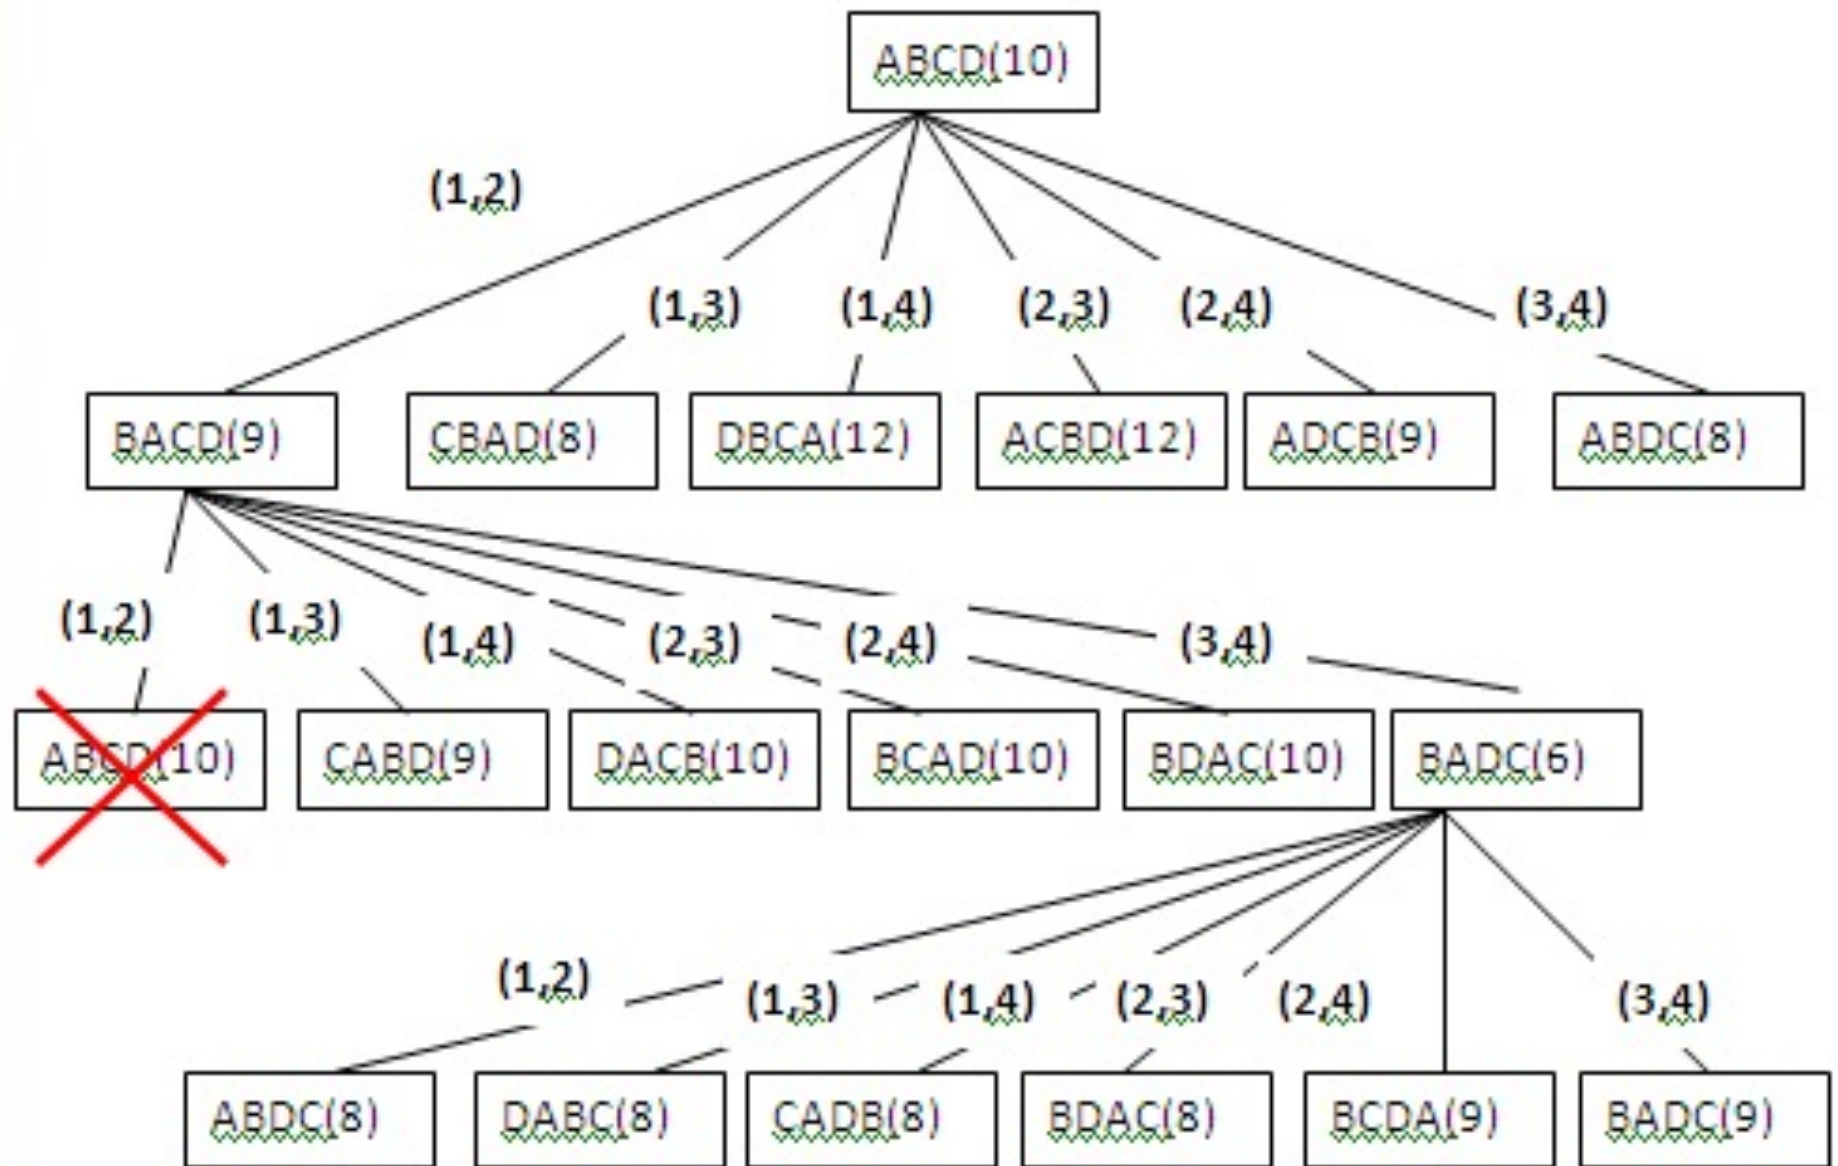 ABCD(10)
(1,2)
(1,3) (1,4) (2,3) (2,4) (3,4)
BACD(9) CBAD(8) DBCA(12) ACBD(12) ADCB(9) ABDC(8)
(1,2) (1,3) (1,4) (2,3) (2,4) (3,4)
ABCD(10) CABD(9) DACB(10) BCAD(10) BDAC(10) BADC(6)
(1,2) (1,3) (1,4) (2,3) (2,4) (3,4)
ABDC(8) DABC(8) CADB(8) BDAC(8) BCDA(9) BADC(9)